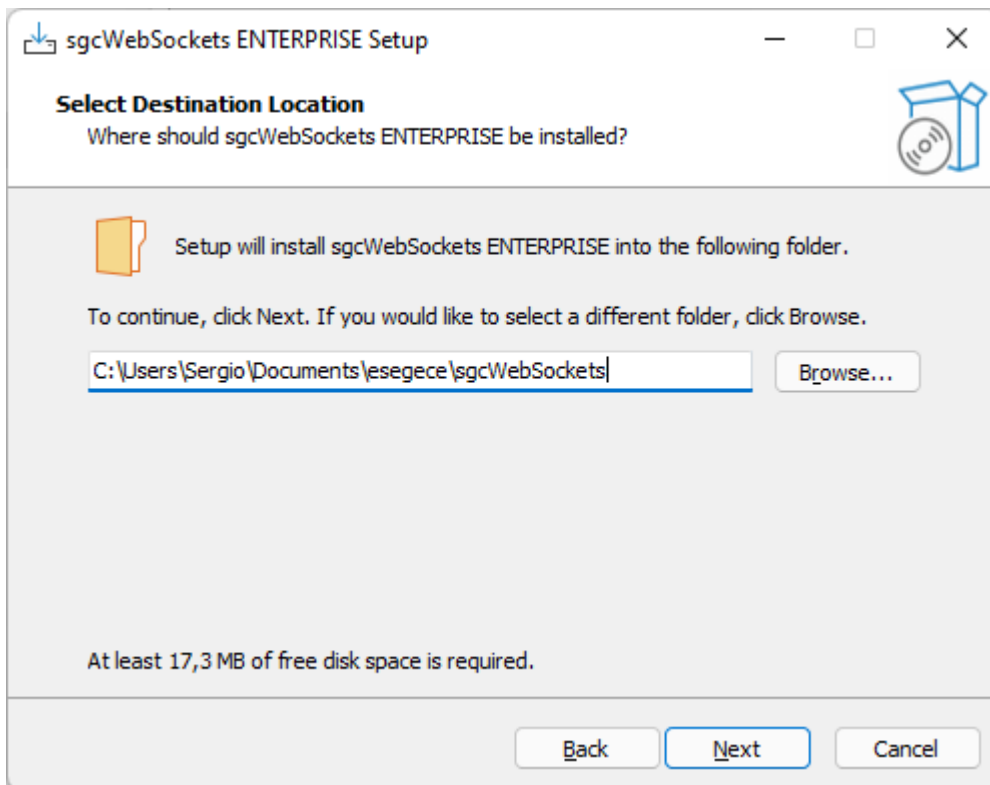 sgcWebSockets ENTERPRISE Setup
Select Destination Location
Where should sgcWebSockets ENTERPRISE be installed?
Setup will install sgcWebSockets ENTERPRISE into the following folder.
To continue, click Next. If you would like to select a different folder, click Browse.
C:\Users\Sergio\Documents\esegece\sgcWebSockets
Browse...
At least 17,3 MB of free disk space is required.
Back Next Cancel